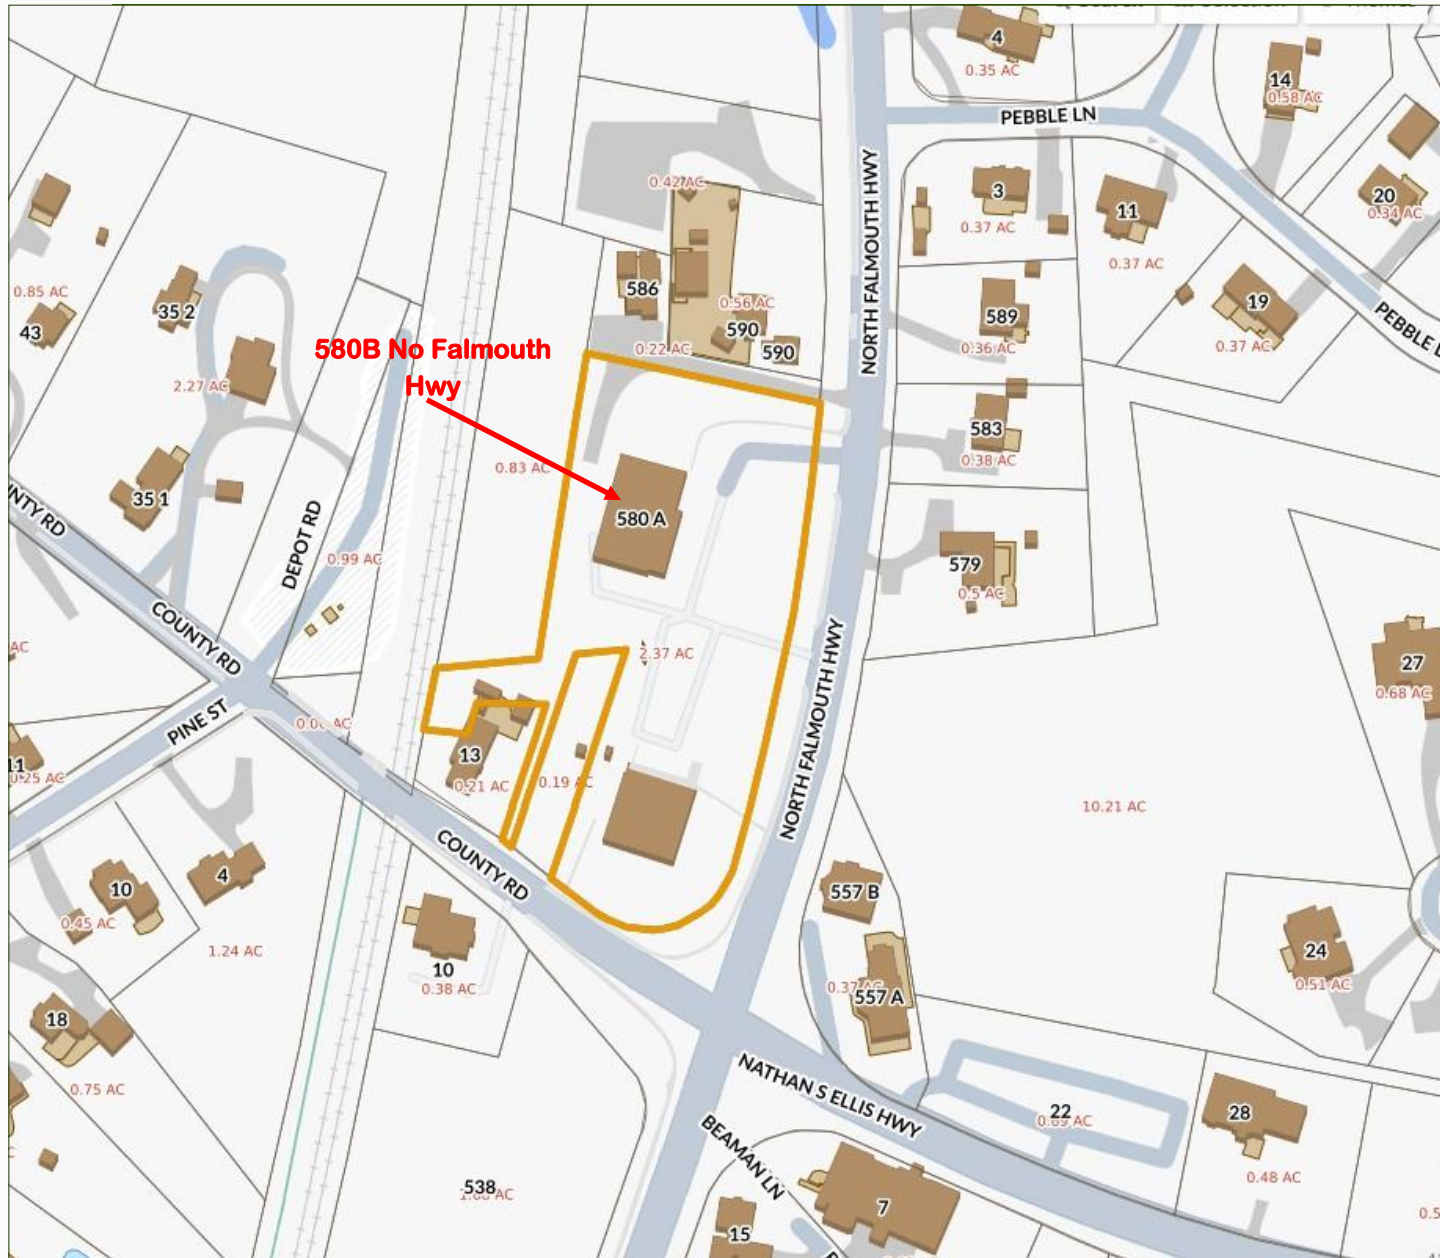 4
0.35 AC
14
0.58 AC
PEBBLE LN
NORTH FALMOUTH HWY
0.42 AC
3
0.37 AC
11
0.37 AC
20
0.34 AC
0.85 AC
43
35 2
2.27 AC
586
0.56 AC
590
590
0.22 AC
589
0.36 AC
19
0.37 AC
580B No Falmouth
Hwy
583
0.38 AC
0.83 AC
35 1
580 A
DEPOT RD
0.99 AC
579
0.5 AC
COUNTY RD
AC
2.37 AC
NORTH FALMOUTH HWY
27
0.68 AC
PINE ST
AC
13
0.21 AC
0.19 AC
11
0.25 AC
10.21 AC
COUNTY RD
10
0.45 AC
4
1.24 AC
557 B
10
0.38 AC
557 A
24
0.51 AC
18
0.75 AC
NATHAN S ELLIS HWY
22
28
0.48 AC
BEAMAN LN
538
AC
7
15